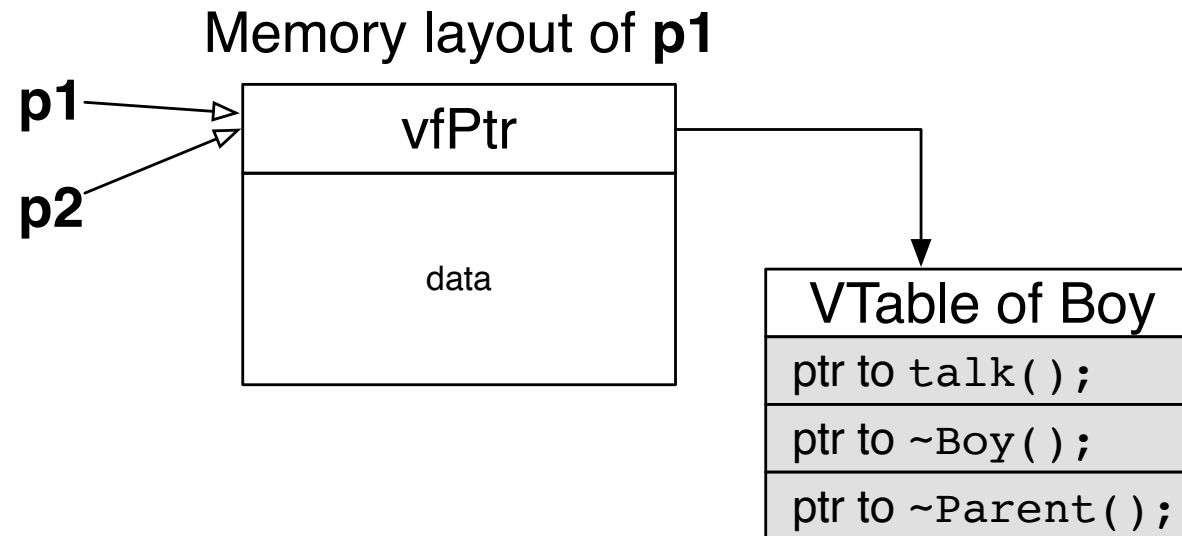 Memory layout of p1
p1
vfPtr
p2
data
VTable of Boy
ptr to talk();
ptr to ~Boy();
ptr to ~Parent();